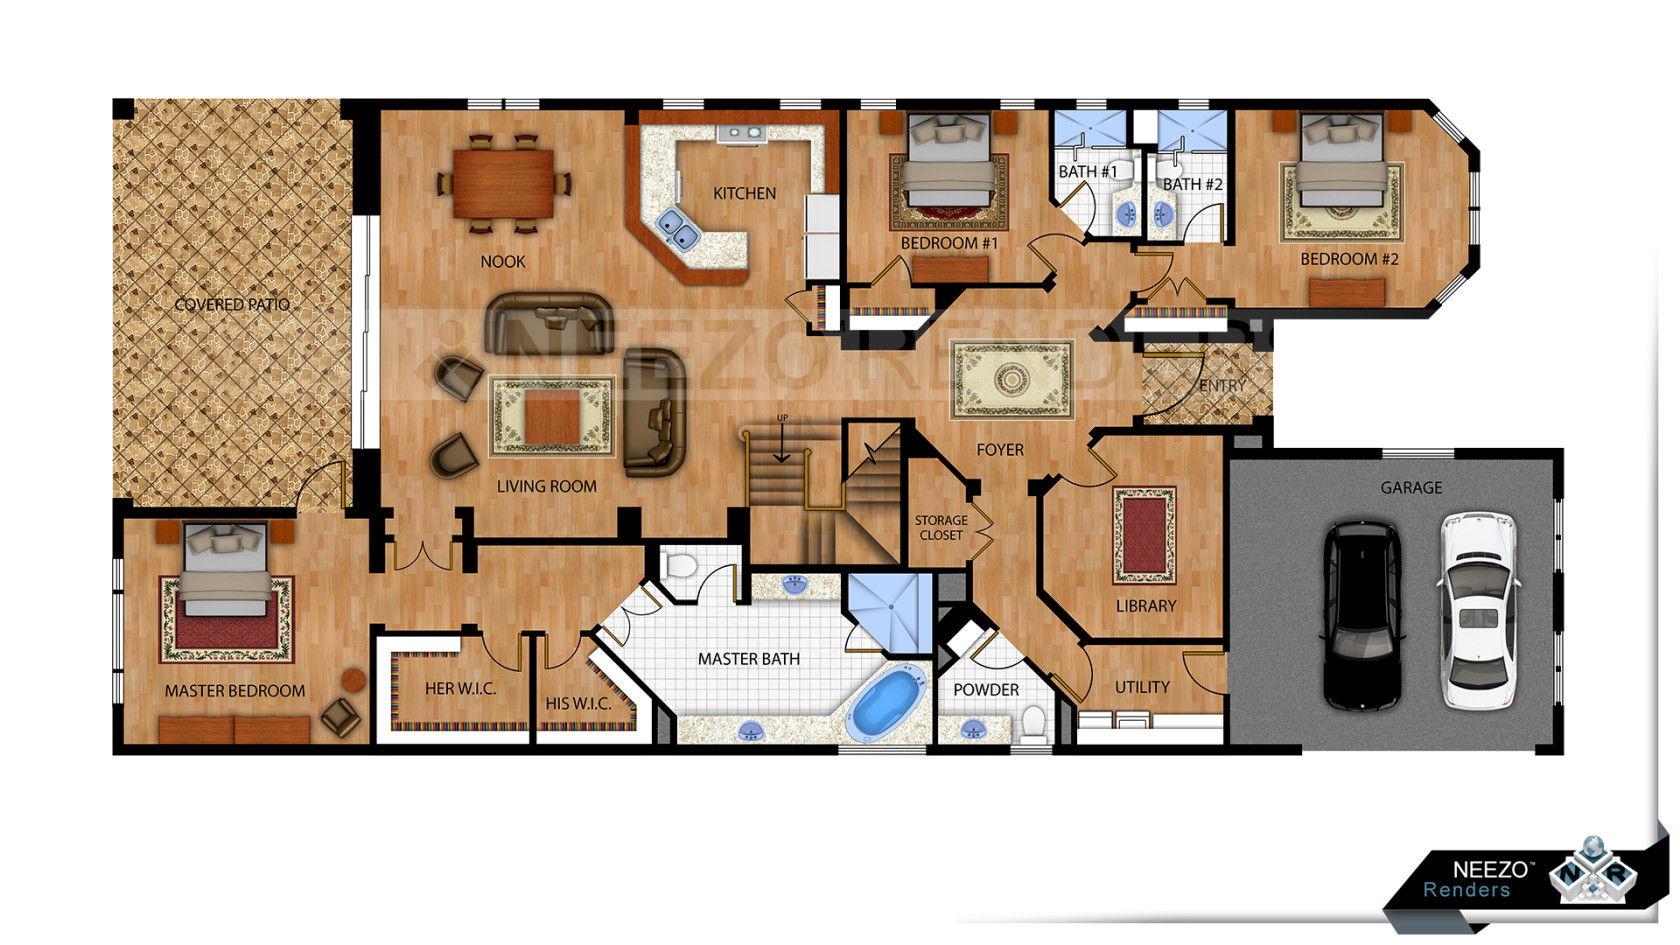 KITCHEN
BATH #1
BATH #2
BEDROOM #1
NOOK
BEDROOM #2
COVERED PATIO
NEEZO RENDERS
ENTRY
UP
FOYER
LIVING ROOM
GARAGE
STORAGE
CLOSET
LIBRARY
MASTER BATH
HER W.I.C.
MASTER BEDROOM
HIS W.I.C.
POWDER
UTILITY
NEEZO™
Renders
N R